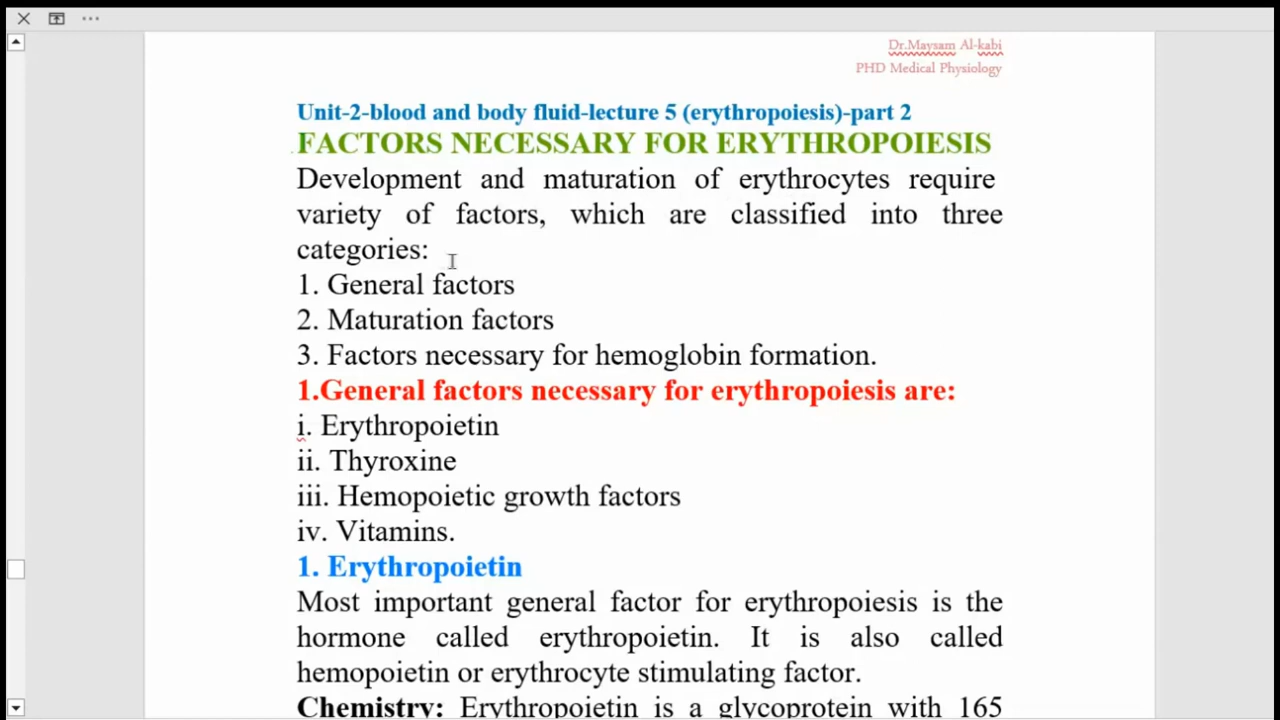 Dr.Maysam Al-kabi
PHD Medical Physiology
Unit-2-blood and body fluid-lecture 5 (erythropoiesis)-part 2
FACTORS NECESSARY FOR ERYTHROPOIESIS
Development and maturation of erythrocytes require
variety of factors, which are classified into three
categories:
1. General factors
2. Maturation factors
3. Factors necessary for hemoglobin formation.
1.General factors necessary for erythropoiesis are:
i. Erythropoietin
ii. Thyroxine
iii. Hemopoietic growth factors
iv. Vitamins.
1. Erythropoietin
Most important general factor for erythropoiesis is the
hormone called erythropoietin. It is also called
hemopoietin or erythrocyte stimulating factor.
Chemistry: Erythropoietin is a glycoprotein with 165